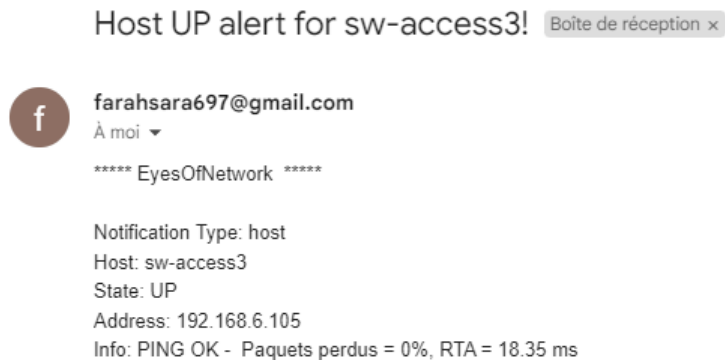 Host UP alert for sw-access3! Boîte de réception ×
f
farahsara697@gmail.com
À moi
***** EyesOfNetwork *****
Notification Type: host
Host: sw-access3
State: UP
Address: 192.168.6.105
Info: PING OK - Paquets perdus = 0%, RTA = 18.35 ms